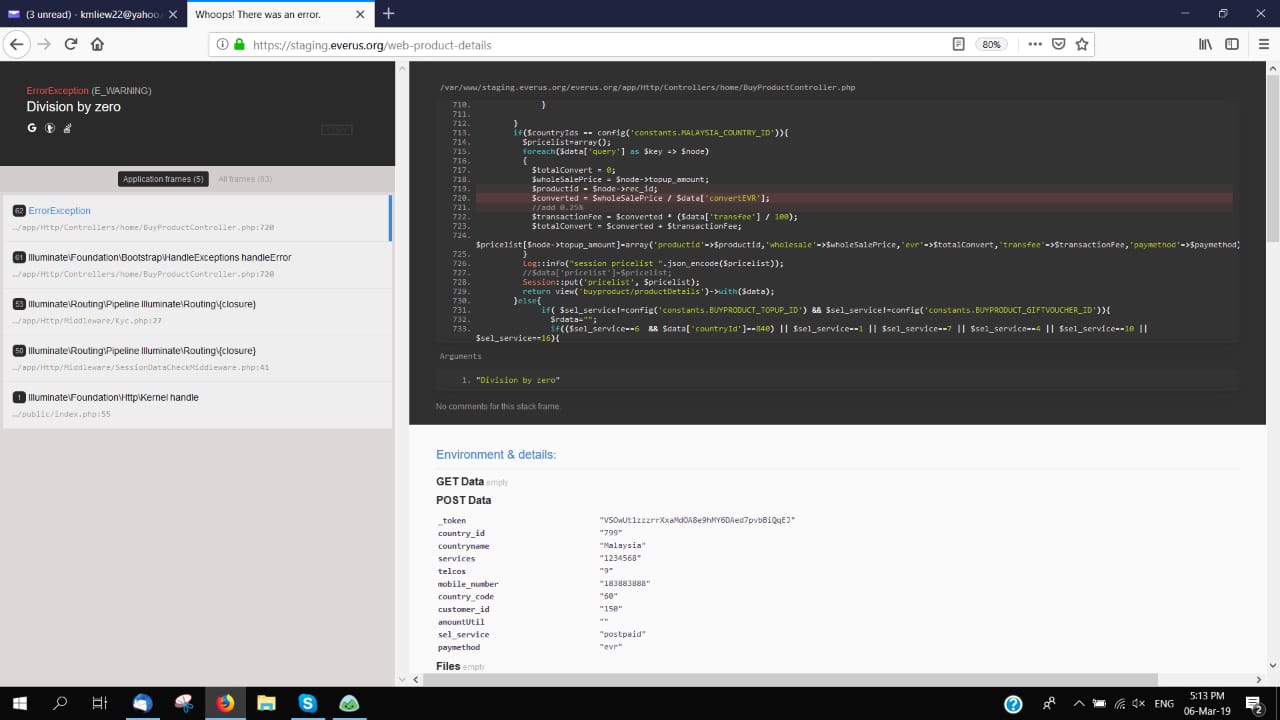 (3 unread) - kmliew22@yahoo.
Whoops! There was an error.
https://staging.everus.org/web-product-details
80%
ErrorException (E_WARNING)
Division by zero
COPY
Application frames (5) All frames (63)
62 ErrorException
…/app/Http/Controllers/home/BuyProductController.php:720
61 Illuminate\Foundation\Bootstrap\HandleExceptions handleError
…/app/Http/Controllers/home/BuyProductController.php:720
53 Illuminate\Routing\Pipeline Illuminate\Routing\{closure}
…/app/Http/Middleware/Kyc.php:27
50 Illuminate\Routing\Pipeline Illuminate\Routing\{closure}
…/app/Http/Middleware/SessionDataCheckMiddleware.php:41
1 Illuminate\Foundation\Http\Kernel handle
…/public/index.php:55
/var/www/staging.everus.org/everus.org/app/Http/Controllers/home/BuyProductController.php
710. }
711.
712. }
713. if($countryIds == config('constants.MALAYSIA_COUNTRY_ID')){
714. $pricelist=array();
715. foreach($data['query'] as $key => $node)
716. {
717. $totalConvert = 0;
718. $wholeSalePrice = $node->topup_amount;
719. $productid = $node->rec_id;
720. $converted = $wholeSalePrice / $data['convertEVR'];
721. //add 0.25%
722. $transactionFee = $converted * ($data['transfee'] / 100);
723. $totalConvert = $converted + $transactionFee;
724.
$pricelist[$node->topup_amount]=array('productid'=>$productid,'wholesale'=>$wholeSalePrice,'evr'=>$totalConvert,'transfee'=>$transactionFee,'paymethod'=>$paymethod)
725. }
726. Log::info("session pricelist ".json_encode($pricelist));
727. //$data['pricelist']=$pricelist;
728. Session::put('pricelist', $pricelist);
729. return view('buyproduct/productDetails')->with($data);
730. }else{
731. if( $sel_service!=config('constants.BUYPRODUCT_TOPUP_ID') && $sel_service!=config('constants.BUYPRODUCT_GIFTVOUCHER_ID')){
732. $rdata="";
733. if(($sel_service==6 && $data['countryId']==840) || $sel_service==1 || $sel_service==7 || $sel_service==4 || $sel_service==10 ||
$sel_service==16){
Arguments
1. "Division by zero"
No comments for this stack frame.
Environment & details:
GET Data empty
POST Data
_token
country_id "799"
countryname "Malaysia"
services "1234568"
telcos "9"
mobile_number "183883888"
country_code "60"
customer_id "150"
amountUtil ""
sel_service "postpaid"
paymethod "evr"
Files empty
ENG
5:13 PM
06-Mar-19
2